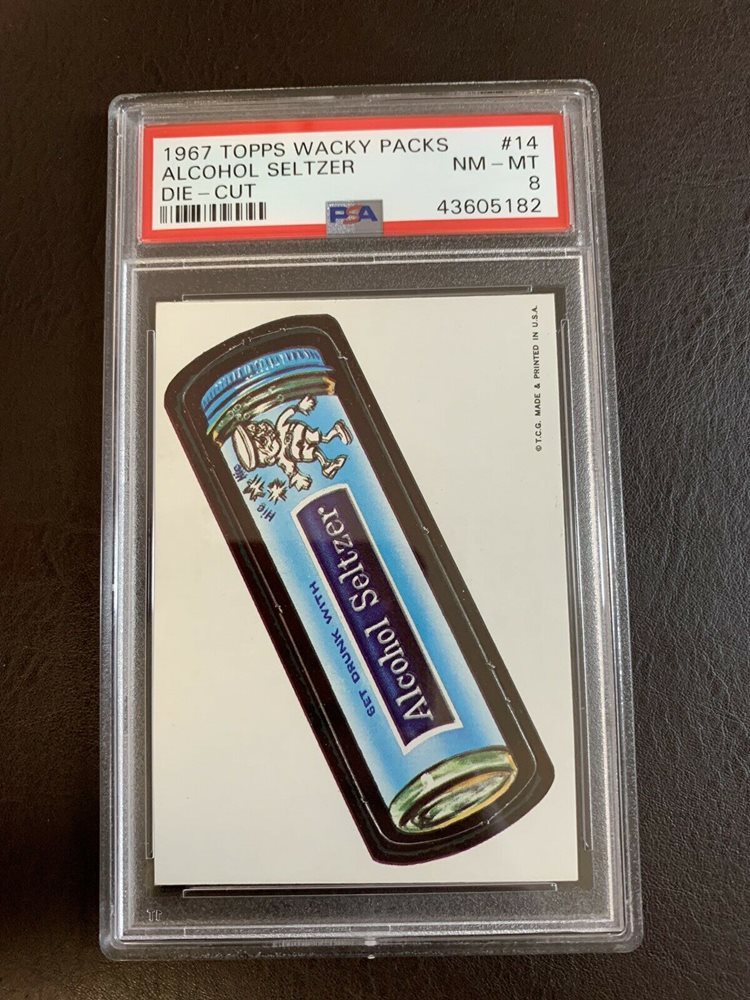 1967 TOPPS WACKY PACKS #14
ALCOHOL SELTZER NM-MT
DIE-CUT 8
PSA 43605182
© T.C.G. MADE & PRINTED IN U.S.A.
Hic
Hic
GET DRUNK WITH
Alcohol Seltzer